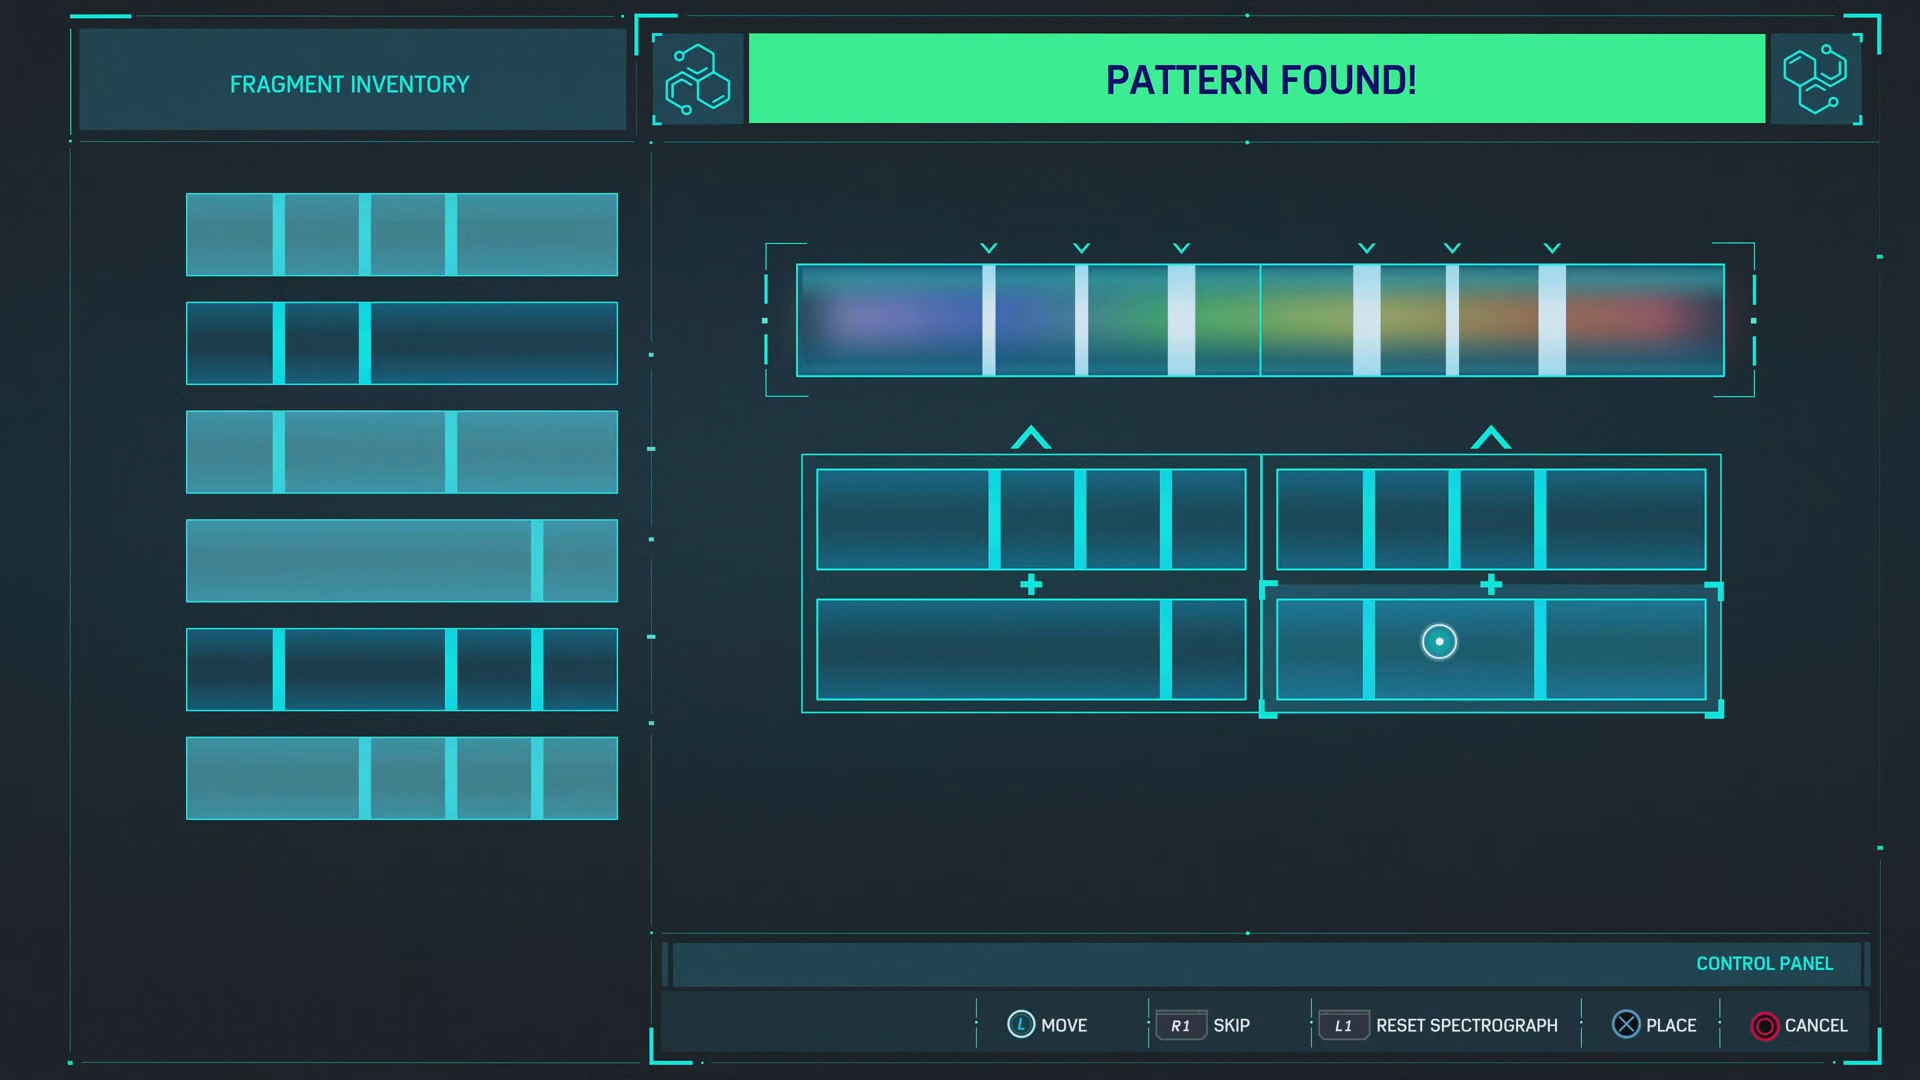 FRAGMENT INVENTORY
PATTERN FOUND!
CONTROL PANEL
L MOVE
R1 SKIP
L1 RESET SPECTROGRAPH
PLACE
CANCEL